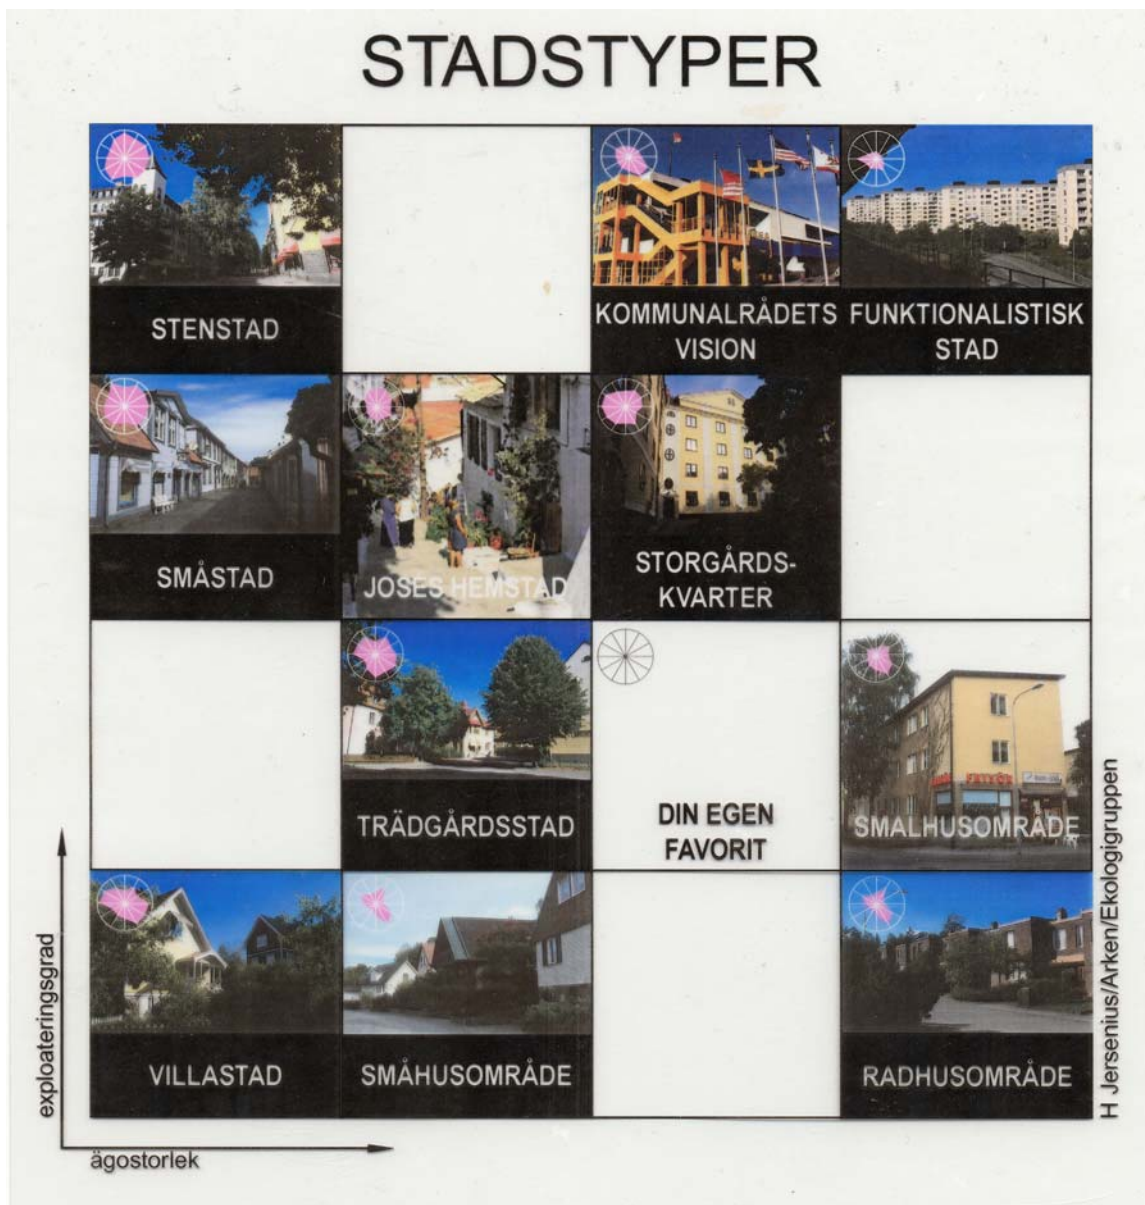 STADSTYPER
STENSTAD
KOMMUNALRÅDETS
VISION
FUNKTIONALISTISK
STAD
SMÅSTAD
JOSES HEMSTAD
STORGÅRDS-
KVARTER
TRÄDGÅRDSSTAD
DIN EGEN
FAVORIT
SMALHUSOMRÅDE
FRISÖR
VILLASTAD
SMÅHUSOMRÅDE
RADHUSOMRÅDE
exploateringsgrad
ägostorlek
H Jersenius/Arken/Ekologigruppen